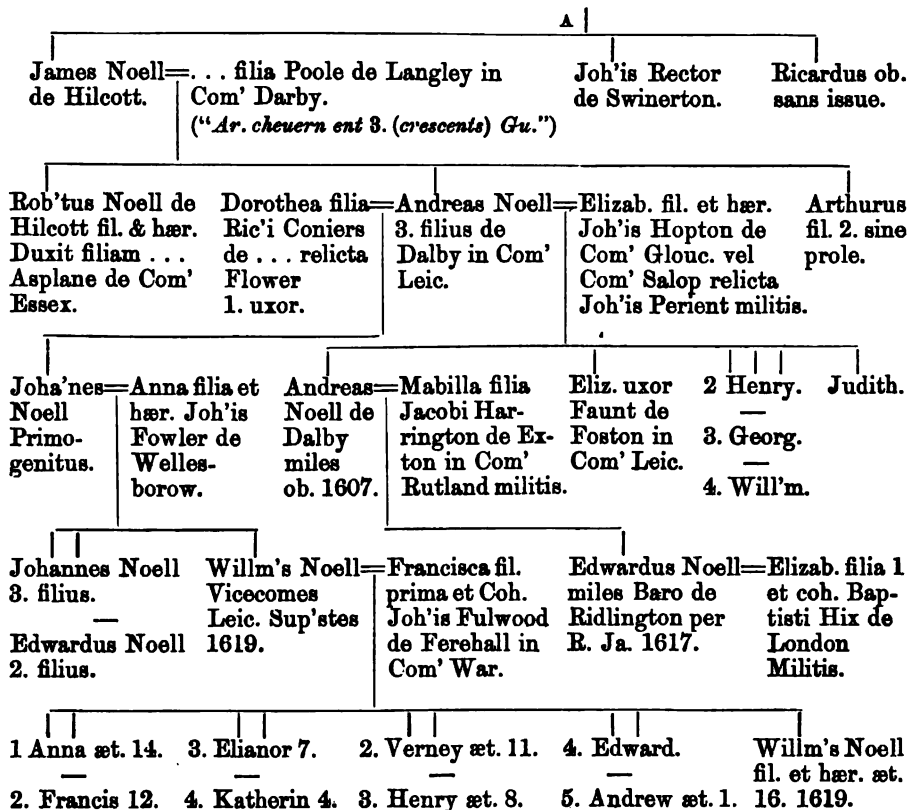 A
James Noell=. . . filia Poole de Langley in
de Hilcott. Com' Darby.
("Ar. cheuern ent 3. (crescents) Gu.")
Joh'is Rector
de Swinerton.
Ricardus ob.
sans issue.
Rob'tus Noell de
Hilcott fil. & hær.
Duxit filiam . . .
Asplane de Com'
Essex.
Dorothea filia=
Ric'i Coniers
de . . . relicta
Flower
1. uxor.
Andreas Noell=
3. filius de
Dalby in Com'
Leic.
Elizab. fil. et hær.
Joh'is Hopton de
Com' Glouc. vel
Com' Salop relicta
Joh'is Perient militis.
Arthurus
fil. 2. sine
prole.
Joha'nes=
Noell
Primo-
genitus.
Anna filia et
hær. Joh'is
Fowler de
Welles-
borow.
Andreas=
Noell de
Dalby
miles
ob. 1607.
Mabilla filia
Jacobi Har-
rington de Ex-
ton in Com'
Rutland militis.
Eliz. uxor
Faunt de
Foston in
Com' Leic.
2 Henry.
—
3. Georg.
—
4. Will'm.
Judith.
Johannes Noell
3. filius.
—
Edwardus Noell
2. filius.
Willm's Noell=
Vicecomes
Leic. Sup'stes
1619.
Francisca fil.
prima et Coh.
Joh'is Fulwood
de Ferehall in
Com' War.
Edwardus Noell=
miles Baro de
Ridlington per
R. Ja. 1617.
Elizab. filia 1
et coh. Bap-
tisti Hix de
London
Militis.
1 Anna æt. 14.
—
2. Francis 12.
3. Elianor 7.
—
4. Katherin 4.
2. Verney æt. 11.
—
3. Henry æt. 8.
4. Edward.
—
5. Andrew æt. 1.
Willm's Noell
fil. et hær. æt.
16. 1619.